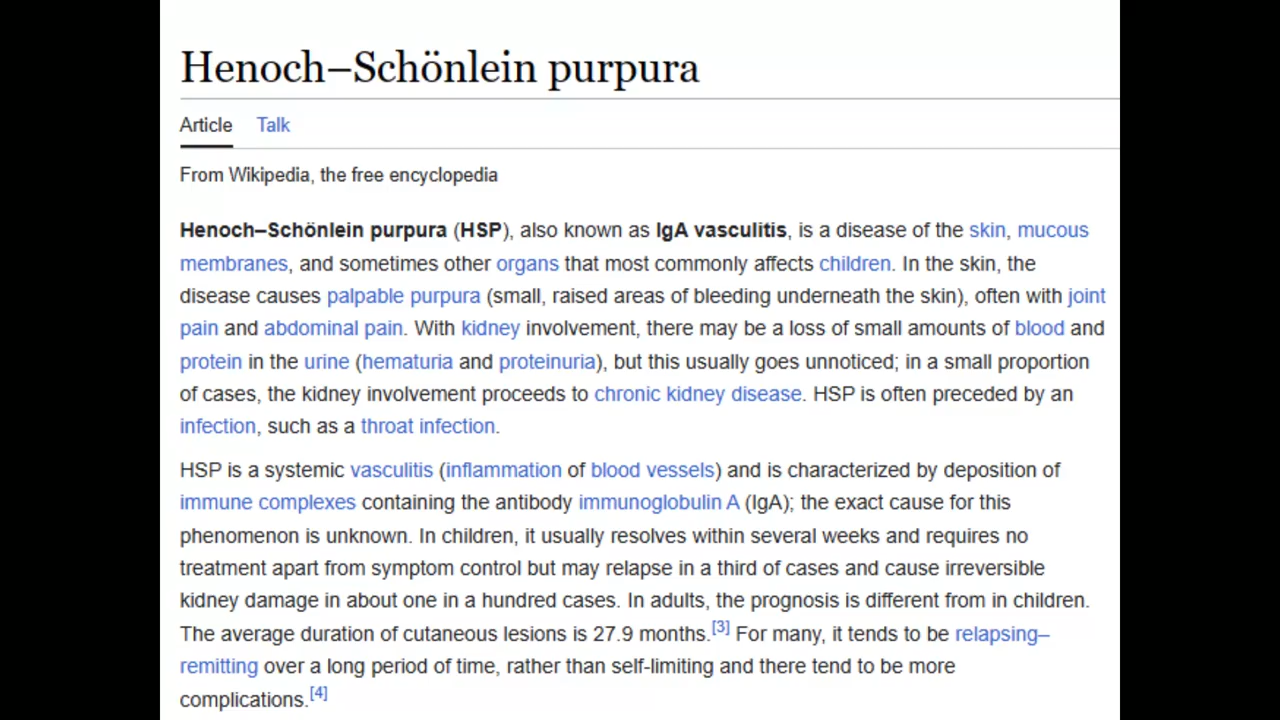 Henoch–Schönlein purpura
Article Talk
From Wikipedia, the free encyclopedia
Henoch–Schönlein purpura (HSP), also known as IgA vasculitis, is a disease of the skin, mucous
membranes, and sometimes other organs that most commonly affects children. In the skin, the
disease causes palpable purpura (small, raised areas of bleeding underneath the skin), often with joint
pain and abdominal pain. With kidney involvement, there may be a loss of small amounts of blood and
protein in the urine (hematuria and proteinuria), but this usually goes unnoticed; in a small proportion
of cases, the kidney involvement proceeds to chronic kidney disease. HSP is often preceded by an
infection, such as a throat infection.
HSP is a systemic vasculitis (inflammation of blood vessels) and is characterized by deposition of
immune complexes containing the antibody immunoglobulin A (IgA); the exact cause for this
phenomenon is unknown. In children, it usually resolves within several weeks and requires no
treatment apart from symptom control but may relapse in a third of cases and cause irreversible
kidney damage in about one in a hundred cases. In adults, the prognosis is different from in children.
The average duration of cutaneous lesions is 27.9 months.[3] For many, it tends to be relapsing–
remitting over a long period of time, rather than self-limiting and there tend to be more
complications.[4]